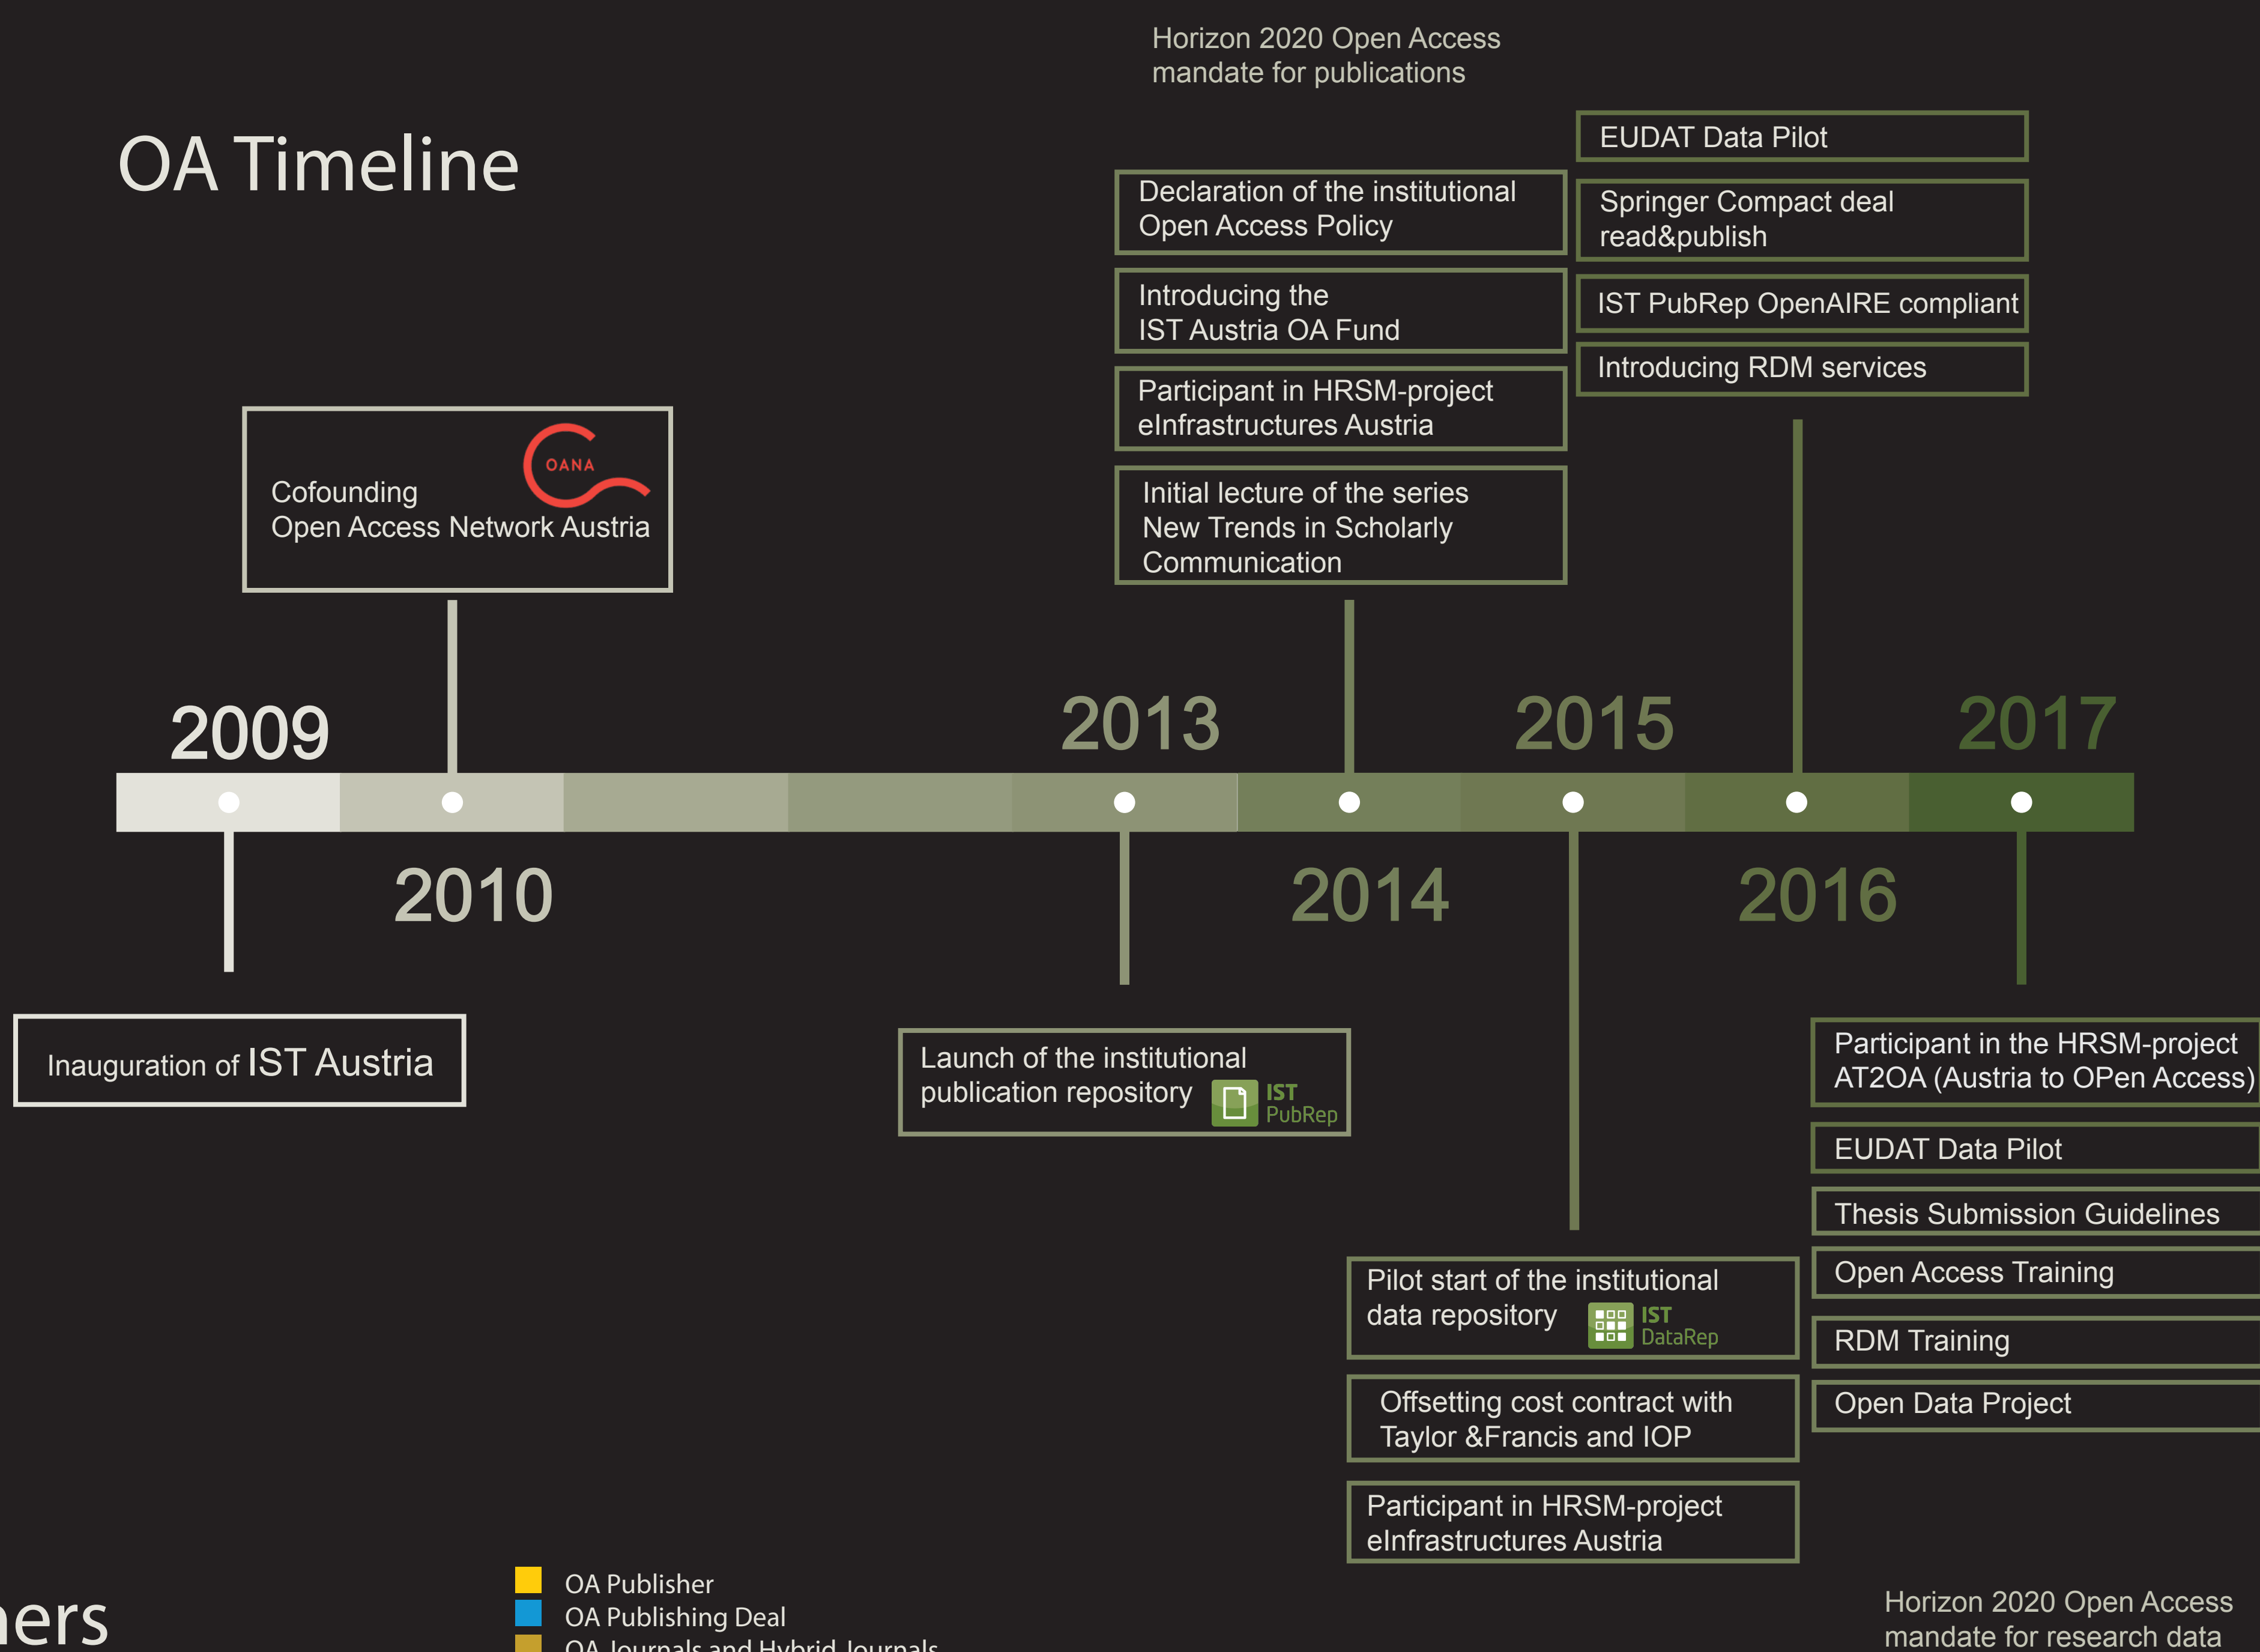 OA Timeline
Horizon 2020 Open Access
mandate for publications
Declaration of the institutional
Open Access Policy
Introducing the
IST Austria OA Fund
Participant in HRSM-project
eInfrastructures Austria
Initial lecture of the series
New Trends in Scholarly
Communication
EUDAT Data Pilot
Springer Compact deal
read&publish
IST PubRep OpenAIRE compliant
Introducing RDM services
OANA
Cofounding
Open Access Network Austria
2009
2013
2015
2017
2010
2014
2016
Inauguration of IST Austria
Launch of the institutional
publication repository
IST
PubRep
Pilot start of the institutional
data repository
IST
DataRep
Offsetting cost contract with
Taylor &Francis and IOP
Participant in HRSM-project
eInfrastructures Austria
Participant in the HRSM-project
AT2OA (Austria to OPen Access)
EUDAT Data Pilot
Thesis Submission Guidelines
Open Access Training
RDM Training
Open Data Project
Horizon 2020 Open Access
mandate for research data
OA Publisher
OA Publishing Deal
OA Journals and Hybrid Journals